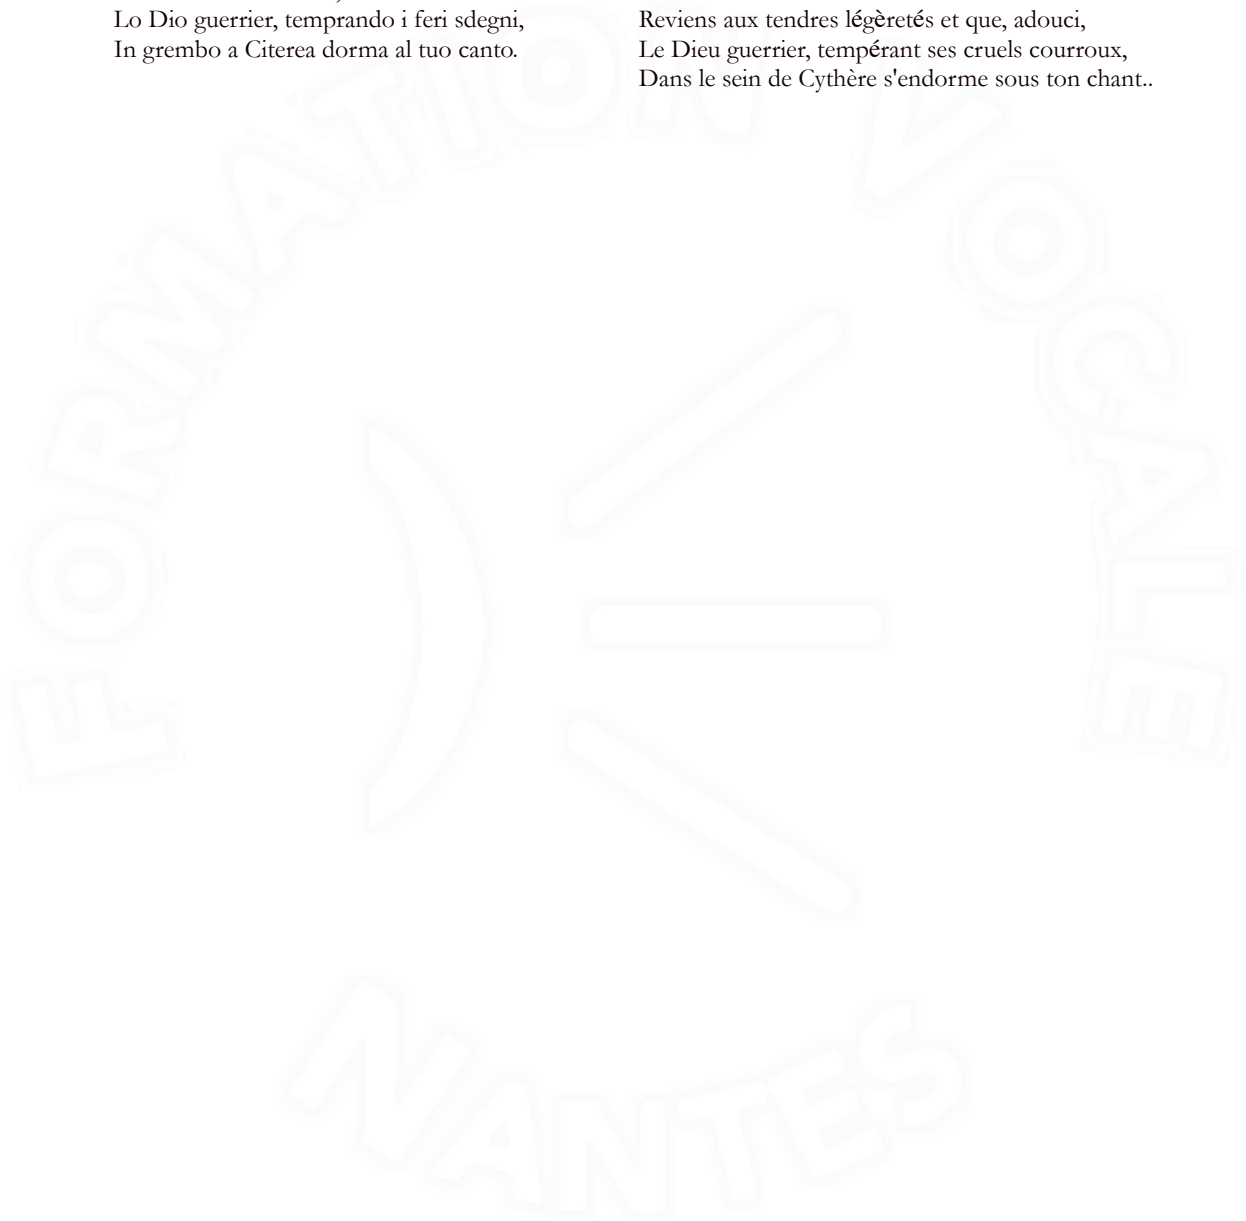 Lo Dio guerrier, temprando i feri sdegni,
In grembo a Citerea dorma al tuo canto.
Reviens aux tendres légèretés et que, adouci,
Le Dieu guerrier, tempérant ses cruels courroux,
Dans le sein de Cythère s'endorme sous ton chant..
FORMATION VOCALE
NANTES